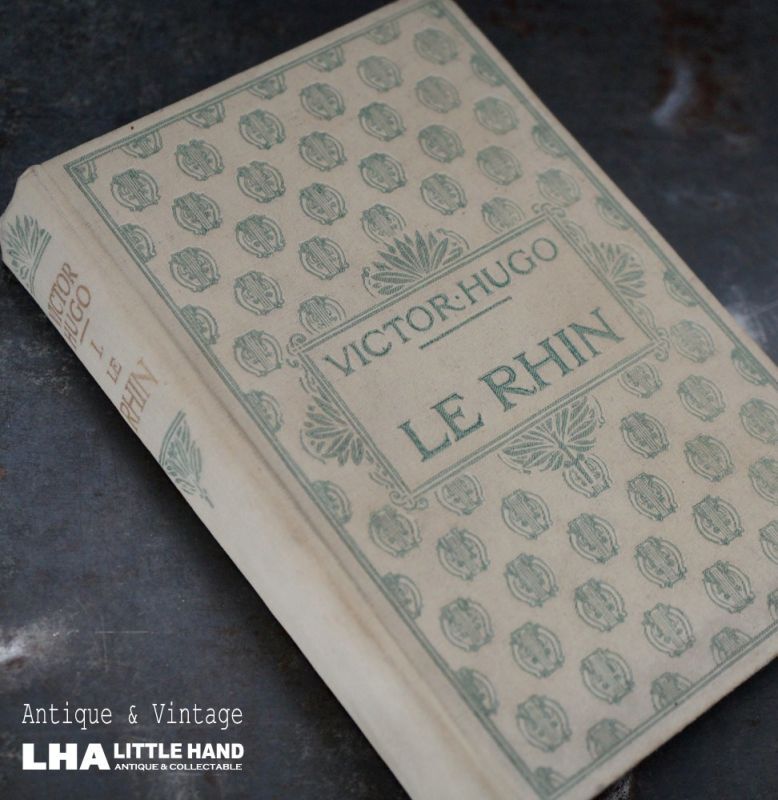 VICTOR·HUGO
LE RHIN
VICTOR
HUGO
I.
LE
RHIN
Antique & Vintage
LHA LITTLE HAND
ANTIQUE & COLLECTABLE